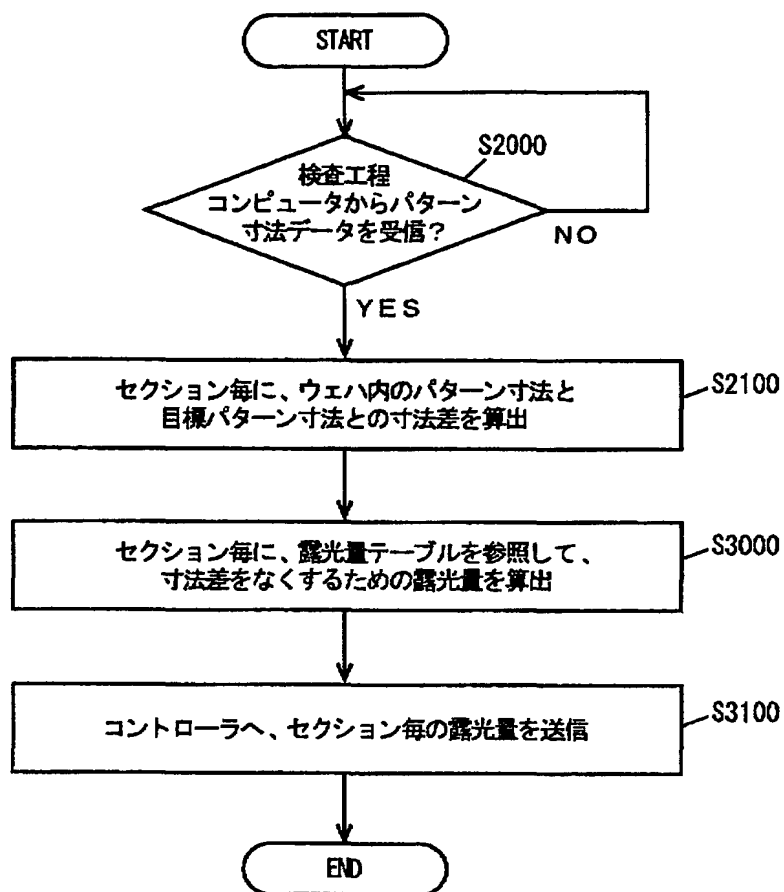 START
S2000
検査工程
コンピュータからパターン
寸法データを受信？
NO
YES
S2100
セクション毎に、ウェハ内のパターン寸法と
目標パターン寸法との寸法差を算出
S3000
セクション毎に、露光量テーブルを参照して、
寸法差をなくするための露光量を算出
S3100
コントローラへ、セクション毎の露光量を送信
END